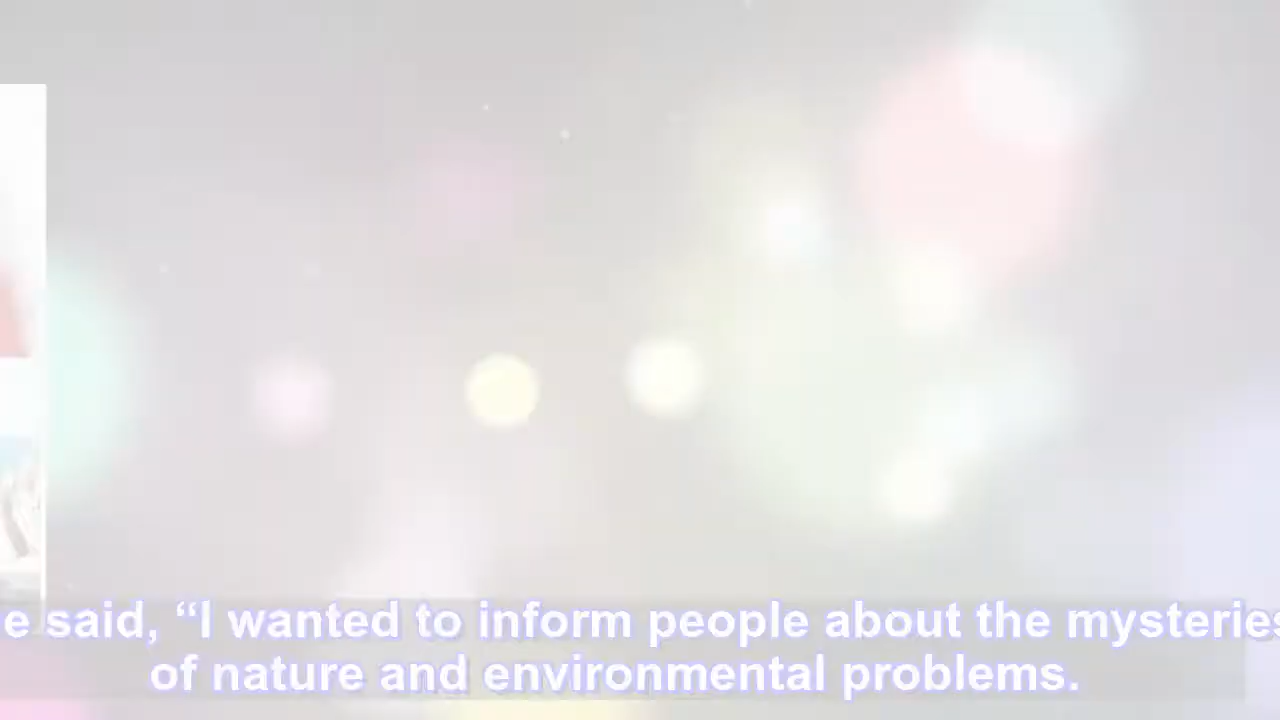 e said, “I wanted to inform people about the mysteries
of nature and environmental problems.